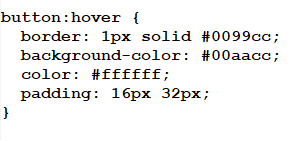 button:hover {
  border: 1px solid #0099cc;
  background-color: #00aacc;
  color: #ffffff;
  padding: 16px 32px;
}